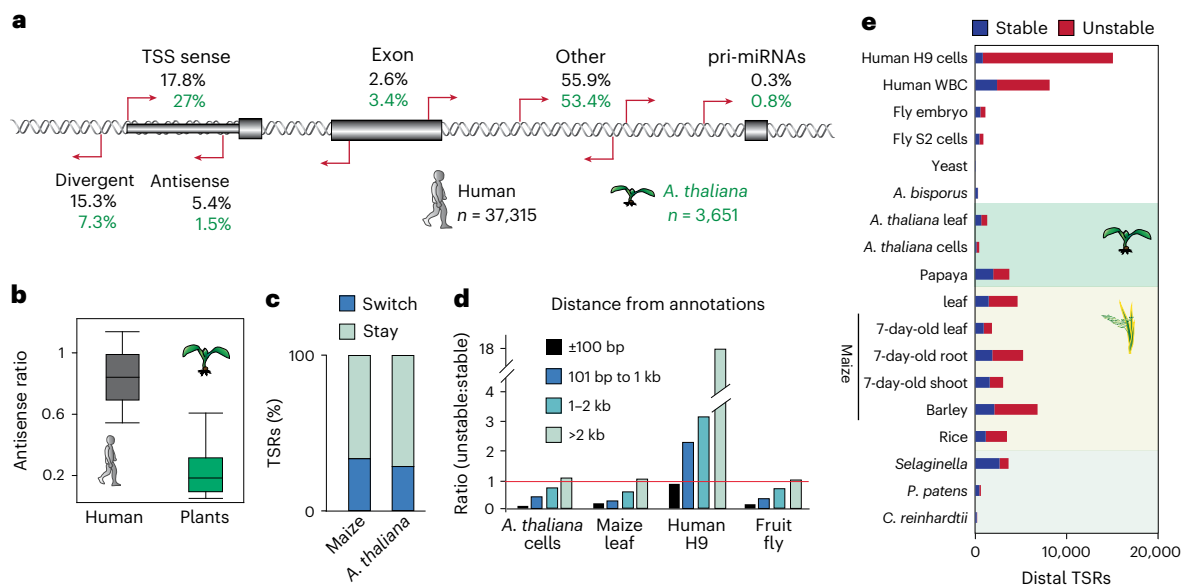 a
TSS sense
17.8%
27%
Exon
2.6%
3.4%
Other
55.9%
53.4%
pri-miRNAs
0.3%
0.8%
Divergent
15.3%
7.3%
Antisense
5.4%
1.5%
Human
n = 37,315
A. thaliana
n = 3,651
b
Antisense ratio
1
0.6
0.2
Human
Plants
c
Switch
Stay
TSRs (%)
100
0
Maize
A. thaliana
d
Distance from annotations
Ratio (unstable:stable)
18
4
3
2
1
0
±100 bp
101 bp to 1 kb
1–2 kb
>2 kb
A. thaliana
cells
Maize
leaf
Human
H9
Fruit
fly
e
Stable
Unstable
Human H9 cells
Human WBC
Fly embryo
Fly S2 cells
Yeast
A. bisporus
A. thaliana leaf
A. thaliana cells
Papaya
Maize
leaf
7-day-old leaf
7-day-old root
7-day-old shoot
Barley
Rice
Selaginella
P. patens
C. reinhardtii
0
10,000
20,000
Distal TSRs